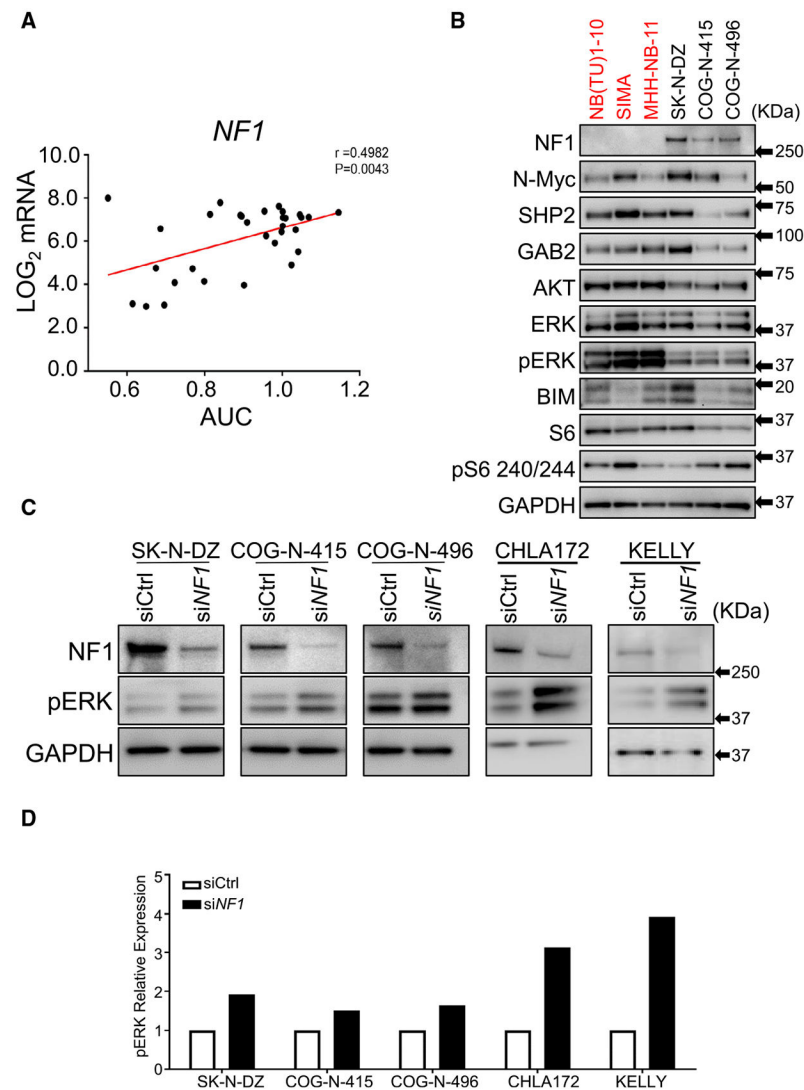 A
NF1
r =0.4982
P=0.0043
LOG2 mRNA
10.0
8.0
6.0
4.0
2.0
0.0
0.6 0.8 1.0 1.2
AUC
B
NB(TU)1-10 SIMA MHH-NB-11 SK-N-DZ COG-N-415 COG-N-496 (KDa)
NF1 250
N-Myc 50
SHP2 75
GAB2 100
AKT 75
ERK 37
pERK 37
BIM 20
S6 37
pS6 240/244 37
GAPDH 37
C
SK-N-DZ COG-N-415 COG-N-496 CHLA172 KELLY
siCtrl siNF1 siCtrl siNF1 siCtrl siNF1 siCtrl siNF1 siCtrl siNF1 (KDa)
NF1 250
pERK 37
GAPDH 37
D
pERK Relative Expression
5
4
3
2
1
0
siCtrl
siNF1
SK-N-DZ COG-N-415 COG-N-496 CHLA172 KELLY